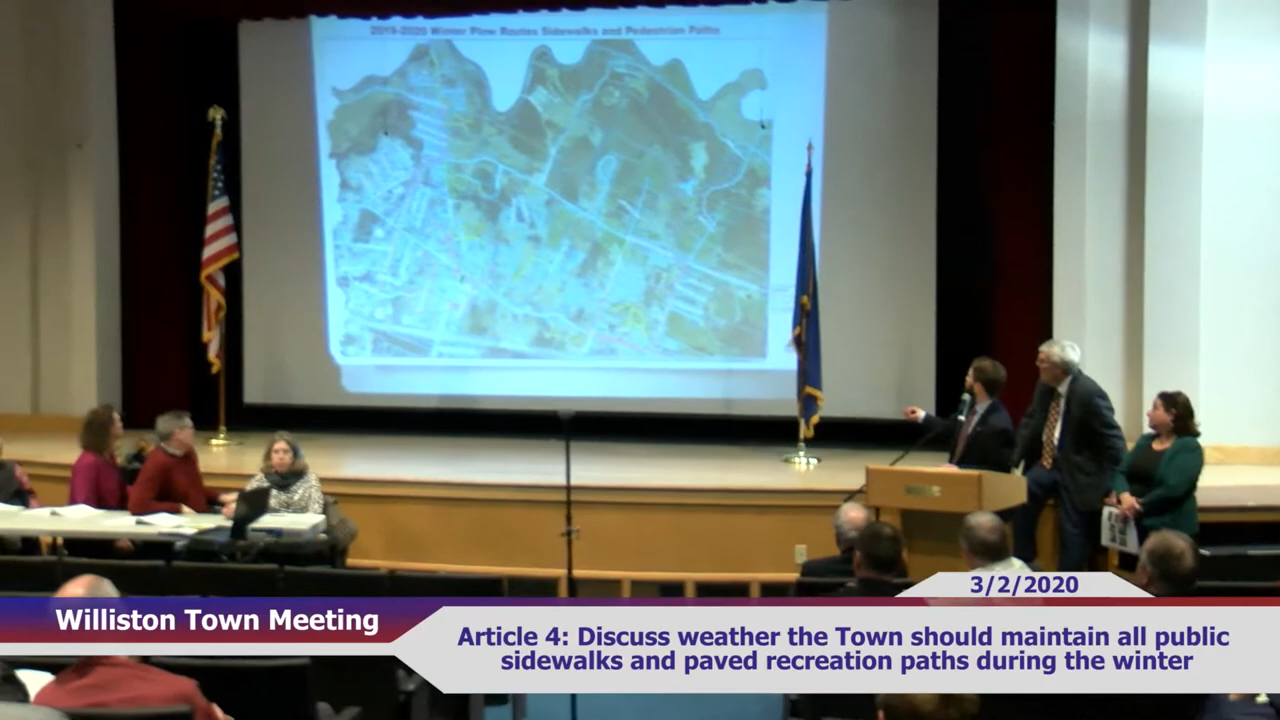 2019-2020 Winter Plow Routes Sidewalks and Pedestrian Paths
3/2/2020
Williston Town Meeting
Article 4: Discuss weather the Town should maintain all public
sidewalks and paved recreation paths during the winter